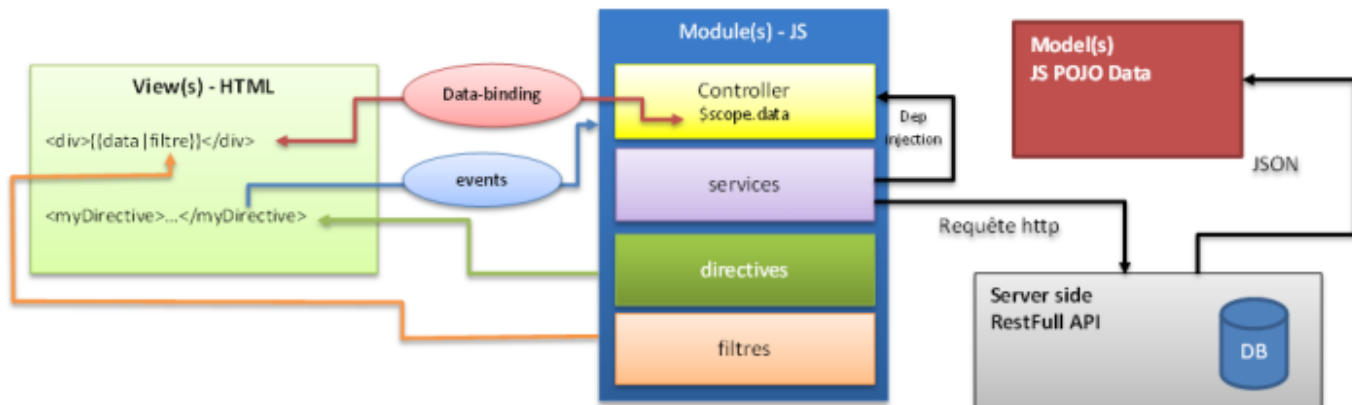 View(s) - HTML
<div>{{data|filtre}}</div>
<myDirective>...</myDirective>
Data-binding
events
Module(s) - JS
Controller
$scope.data
services
directives
filtres
Dep
injection
Requête http
Model(s)
JS POJO Data
JSON
Server side
RestFull API
DB